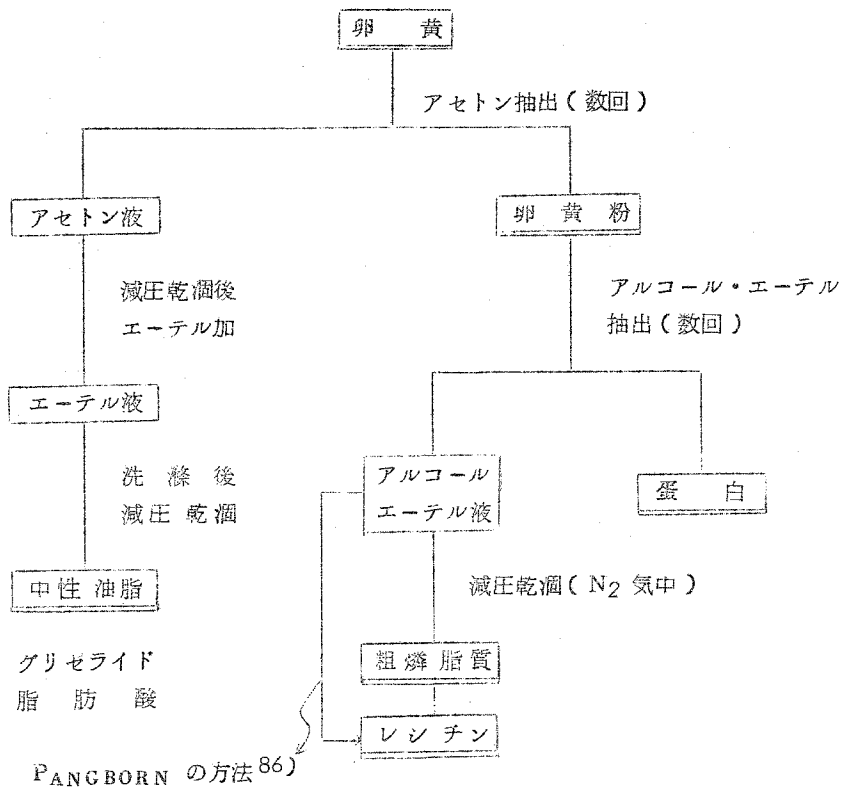 卵 黄
アセトン抽出(数回)
アセトン液
卵 黄 粉
減圧乾凅後
エーテル加
アルコール・エーテル
抽出(数回)
エーテル液
洗滌後
減圧乾凅
アルコール
エーテル液
蛋 白
減圧乾凅(N2 気中)
中性油脂
グリセライド
脂 肪 酸
粗燐脂質
レシチン
PANGBORN の方法86)